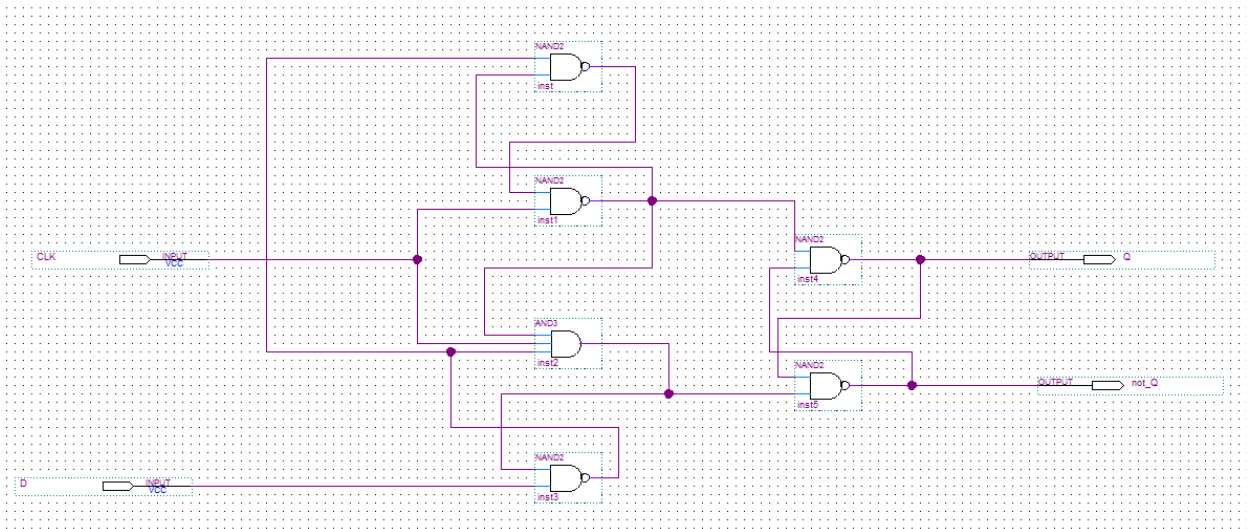 NAND2
inst
NAND2
inst1
CLK
INPUT
VCC
NAND2
inst4
OUTPUT
Q
AND3
inst2
NAND2
inst5
OUTPUT
not_Q
NAND2
inst3
D
INPUT
VCC